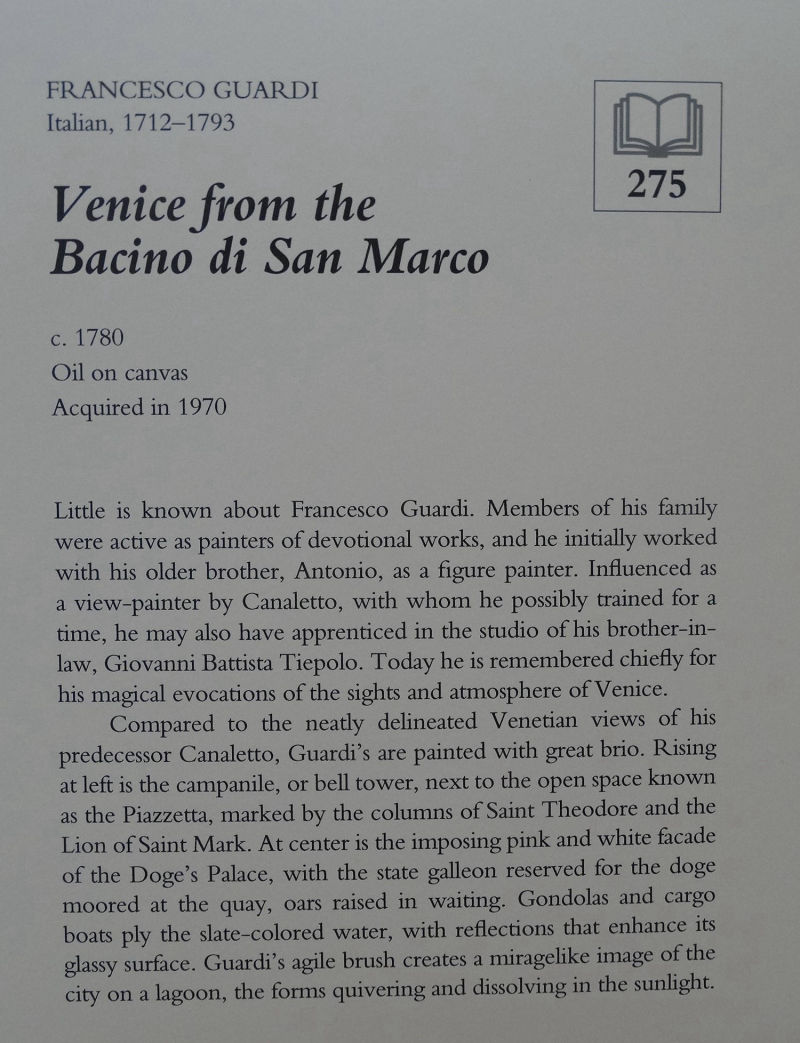 FRANCESCO GUARDI
Italian, 1712–1793
275
Venice from the
Bacino di San Marco
c. 1780
Oil on canvas
Acquired in 1970
Little is known about Francesco Guardi. Members of his family
were active as painters of devotional works, and he initially worked
with his older brother, Antonio, as a figure painter. Influenced as
a view-painter by Canaletto, with whom he possibly trained for a
time, he may also have apprenticed in the studio of his brother-in-
law, Giovanni Battista Tiepolo. Today he is remembered chiefly for
his magical evocations of the sights and atmosphere of Venice.
Compared to the neatly delineated Venetian views of his
predecessor Canaletto, Guardi's are painted with great brio. Rising
at left is the campanile, or bell tower, next to the open space known
as the Piazzetta, marked by the columns of Saint Theodore and the
Lion of Saint Mark. At center is the imposing pink and white facade
of the Doge's Palace, with the state galleon reserved for the doge
moored at the quay, oars raised in waiting. Gondolas and cargo
boats ply the slate-colored water, with reflections that enhance its
glassy surface. Guardi's agile brush creates a miragelike image of the
city on a lagoon, the forms quivering and dissolving in the sunlight.